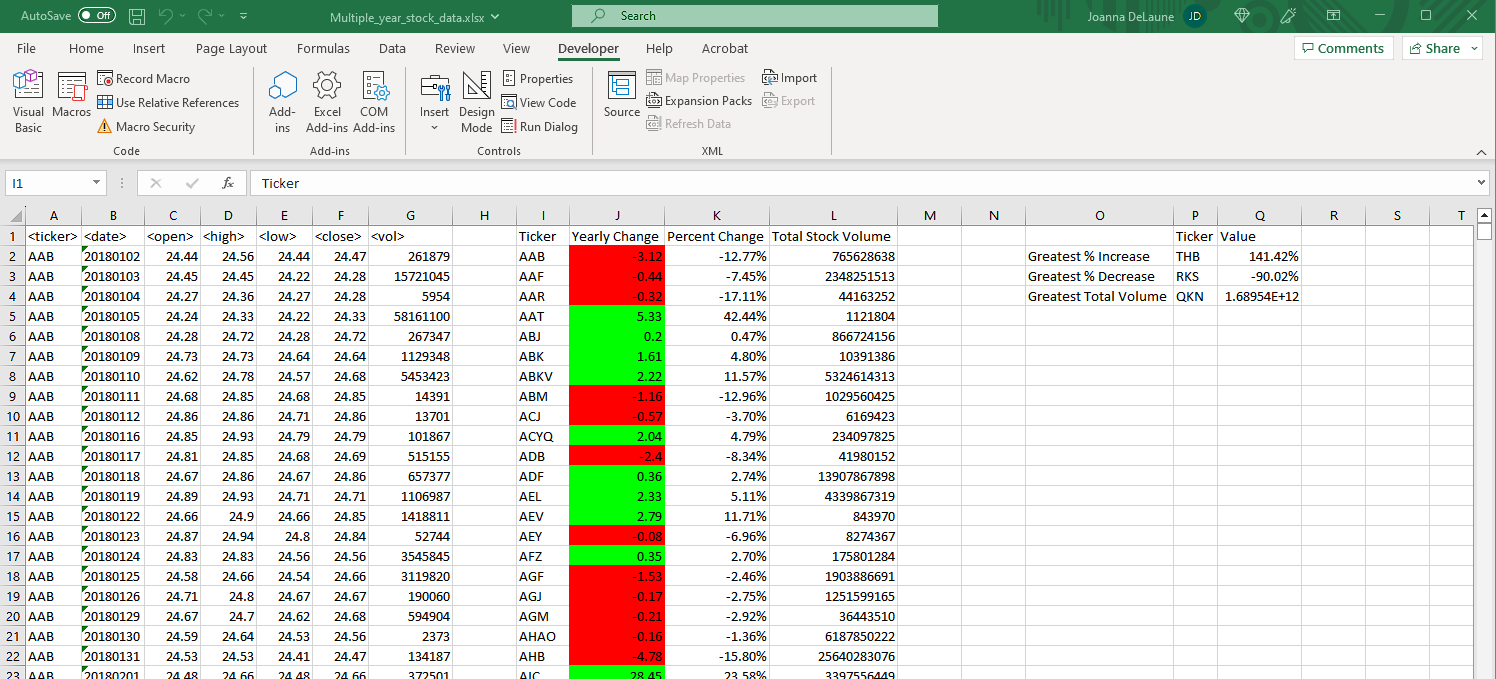 AutoSave Off Multiple_year_stock_data.xlsx Search Joanna DeLaune JD
File Home Insert Page Layout Formulas Data Review View Developer Help Acrobat Comments Share
Visual Basic
Macros
Record Macro
Use Relative References
Macro Security
Code
Add-ins
Excel Add-ins
COM Add-ins
Add-ins
Insert
Design Mode
Properties
View Code
Run Dialog
Controls
Source
Map Properties
Expansion Packs
Refresh Data
Import
Export
XML
I1 fx Ticker
A B C D E F G H I J K L M N O P Q R S T
1 <ticker> <date> <open> <high> <low> <close> <vol> Ticker Yearly Change Percent Change Total Stock Volume Ticker Value
2 AAB 20180102 24.44 24.56 24.44 24.47 261879 AAB -3.12 -12.77% 765628638 Greatest % Increase THB 141.42%
3 AAB 20180103 24.45 24.45 24.22 24.28 15721045 AAF -0.44 -7.45% 2348251513 Greatest % Decrease RKS -90.02%
4 AAB 20180104 24.27 24.36 24.27 24.28 5954 AAR -0.32 -17.11% 44163252 Greatest Total Volume QKN 1.68954E+12
5 AAB 20180105 24.24 24.33 24.22 24.33 58161100 AAT 5.33 42.44% 1121804
6 AAB 20180108 24.28 24.72 24.28 24.72 267347 ABJ 0.2 0.47% 866724156
7 AAB 20180109 24.73 24.73 24.64 24.64 1129348 ABK 1.61 4.80% 10391386
8 AAB 20180110 24.62 24.78 24.57 24.68 5453423 ABKV 2.22 11.57% 5324614313
9 AAB 20180111 24.68 24.85 24.68 24.85 14391 ABM -1.16 -12.96% 1029560425
10 AAB 20180112 24.86 24.86 24.71 24.86 13701 ACJ -0.57 -3.70% 6169423
11 AAB 20180116 24.85 24.93 24.79 24.79 101867 ACYQ 2.04 4.79% 234097825
12 AAB 20180117 24.81 24.85 24.68 24.69 515155 ADB -2.4 -8.34% 41980152
13 AAB 20180118 24.67 24.86 24.67 24.86 657377 ADF 0.36 2.74% 13907867898
14 AAB 20180119 24.89 24.93 24.71 24.71 1106987 AEL 2.33 5.11% 4339867319
15 AAB 20180122 24.66 24.9 24.66 24.85 1418811 AEV 2.79 11.71% 843970
16 AAB 20180123 24.87 24.94 24.8 24.84 52744 AEY -0.08 -6.96% 8274367
17 AAB 20180124 24.83 24.83 24.56 24.56 3545845 AFZ 0.35 2.70% 175801284
18 AAB 20180125 24.58 24.66 24.54 24.66 3119820 AGF -1.53 -2.46% 1903886691
19 AAB 20180126 24.71 24.8 24.67 24.67 190060 AGJ -0.17 -2.75% 1251599165
20 AAB 20180129 24.67 24.7 24.62 24.68 594904 AGM -0.21 -2.92% 36443510
21 AAB 20180130 24.59 24.64 24.53 24.56 2373 AHAO -0.16 -1.36% 6187850222
22 AAB 20180131 24.53 24.53 24.41 24.47 134187 AHB -4.78 -15.80% 25640283076
23 AAB 20180201 24.48 24.66 24.48 24.66 372501 AIC 28.45 23.58% 3397556449